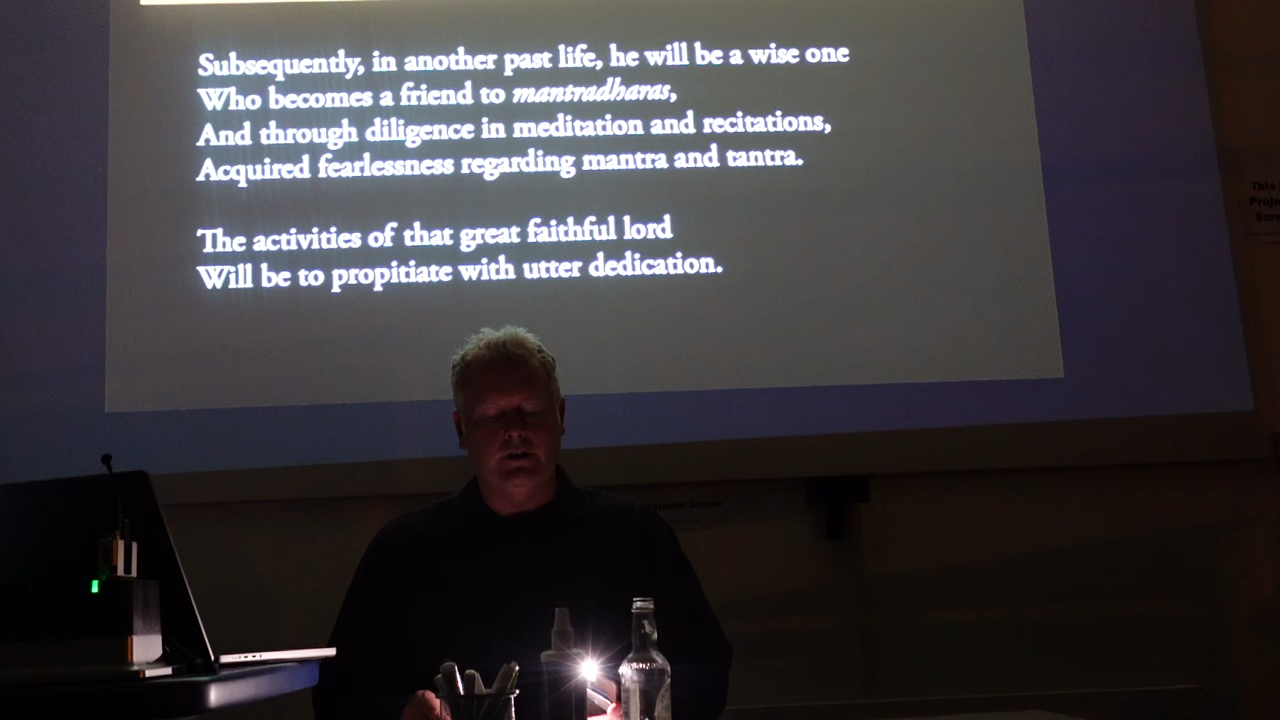 Subsequently, in another past life, he will be a wise one
Who becomes a friend to mantradharas,
And through diligence in meditation and recitations,
Acquired fearlessness regarding mantra and tantra.
The activities of that great faithful lord
Will be to propitiate with utter dedication.
This